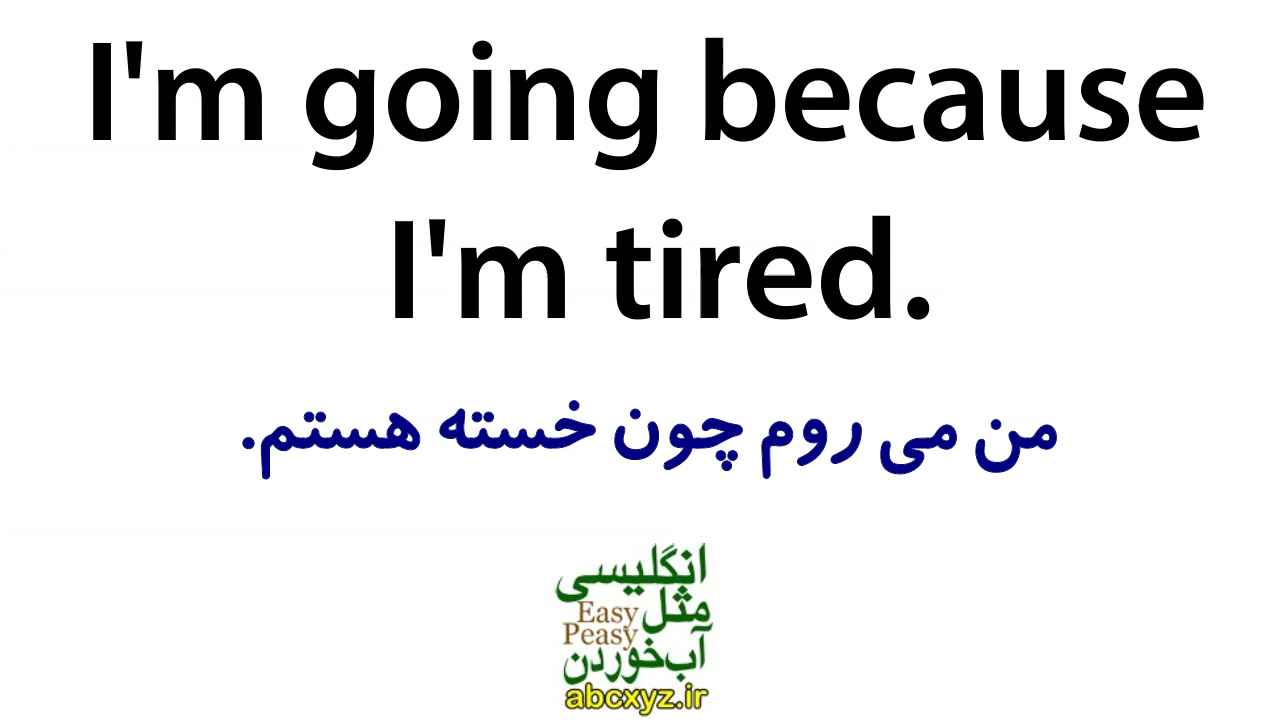 I'm going because
I'm tired.
من می روم چون خسته هستم.
انگلیسی
مثل Easy
Peasy
آب خوردن
abcxyz.ir